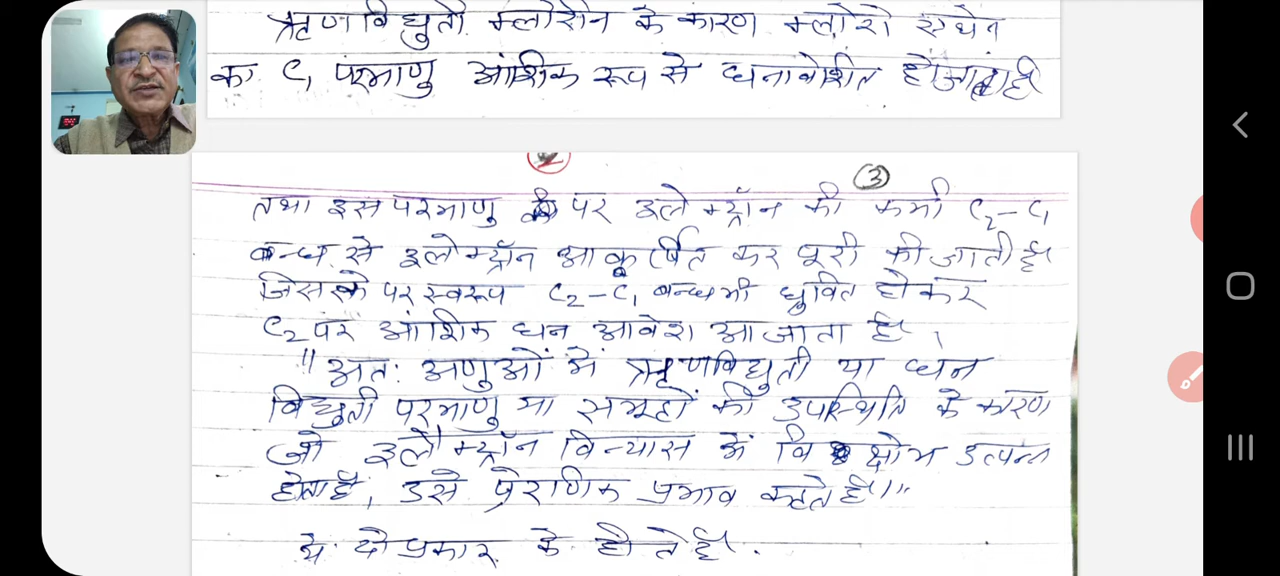 ऋणविद्युती क्लोरीन के कारण क्लोरो एथेन
का C₁ परमाणु आंशिक रूप से धनावेशित हो जाता है
3
तथा इस परमाणु पर इलेक्ट्रॉन की कमी C₂-C₁
बन्ध से इलेक्ट्रॉन आकर्षित कर पूरी की जाती है।
जिसके पर स्वरूप C₂-C₁ बन्ध भी ध्रुवित होकर
C₂ पर आंशिक धन आवेश आ जाता है।
"अतः अणुओं में ऋणविद्युती या धन
विद्युती परमाणु या समूहों की उपस्थिति के कारण
जो इलेक्ट्रॉन विन्यास में विक्षोभ उत्पन्न
होता है, उसे प्रेरणिक प्रभाव कहते है।"
ये दो प्रकार के होते है।